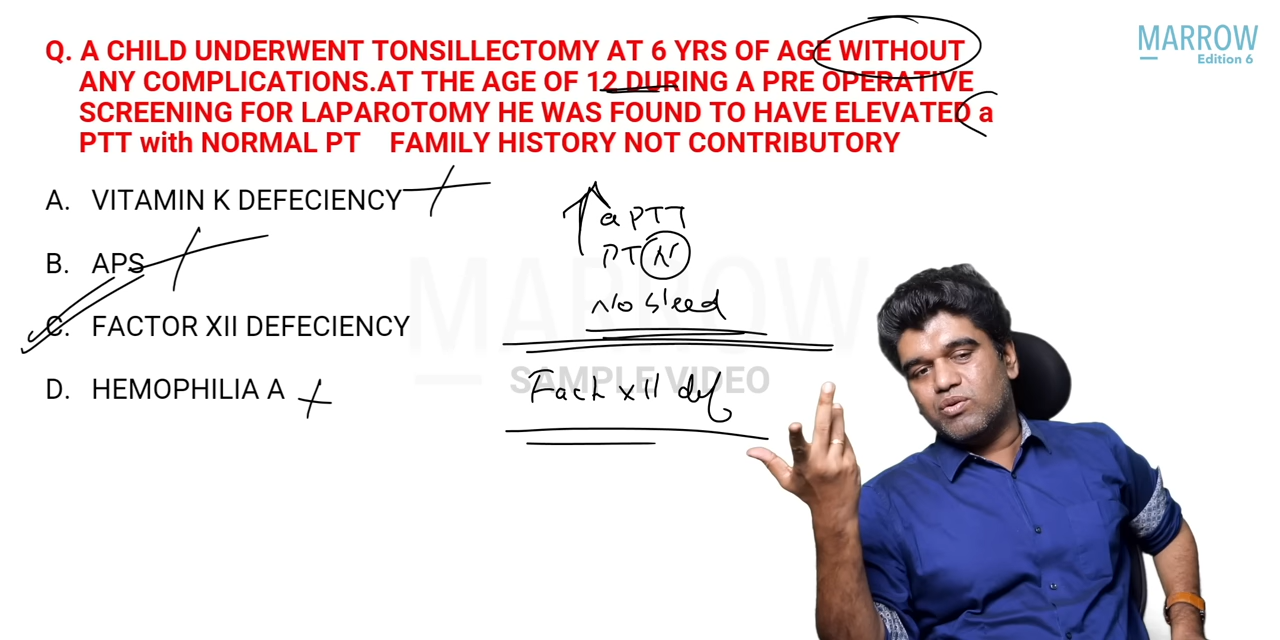 MARROW
Edition 6
Q. A CHILD UNDERWENT TONSILLECTOMY AT 6 YRS OF AGE WITHOUT
ANY COMPLICATIONS.AT THE AGE OF 12 DURING A PRE OPERATIVE
SCREENING FOR LAPAROTOMY HE WAS FOUND TO HAVE ELEVATED a
PTT with NORMAL PT FAMILY HISTORY NOT CONTRIBUTORY
A. VITAMIN K DEFECIENCY
B. APS
C. FACTOR XII DEFECIENCY
D. HEMOPHILIA A
↑ a PTT
PT N
No bleed
MARROW
SAMPLE VIDEO
XII def